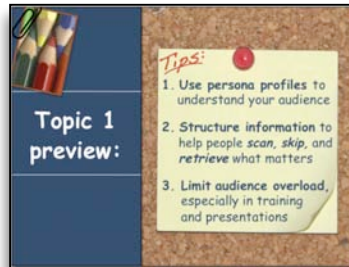 Topic 1
preview:
Tips:
1. Use persona profiles to
understand your audience
2. Structure information to
help people scan, skip, and
retrieve what matters
3. Limit audience overload,
especially in training
and presentations